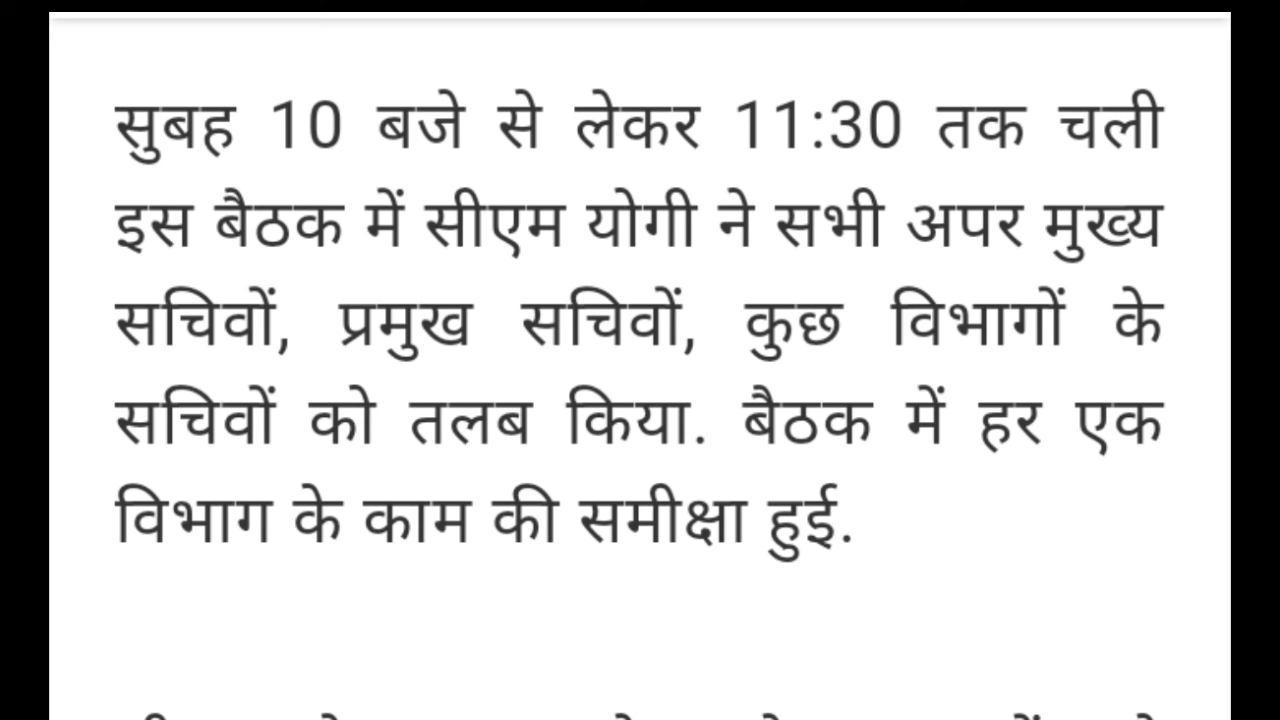 सुबह 10 बजे से लेकर 11:30 तक चली
इस बैठक में सीएम योगी ने सभी अपर मुख्य
सचिवों, प्रमुख सचिवों, कुछ विभागों के
सचिवों को तलब किया. बैठक में हर एक
विभाग के काम की समीक्षा हुई.